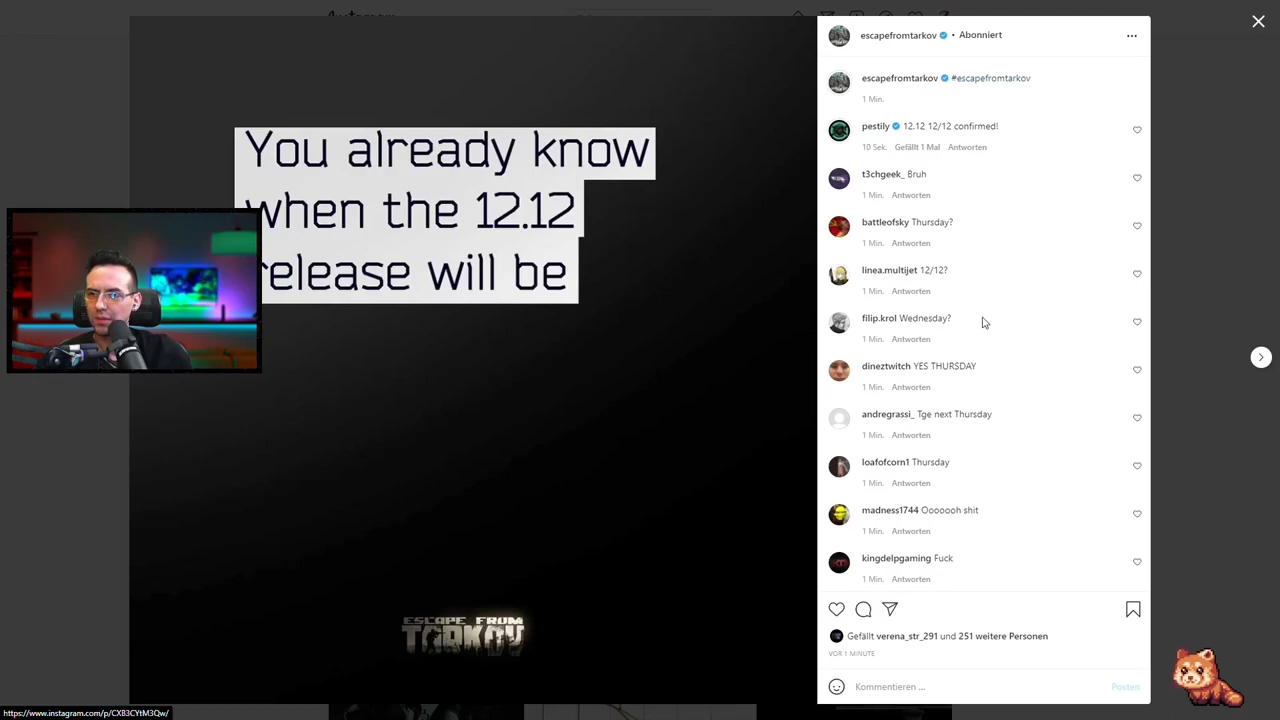 You already know
when the 12.12
release will be
ESCAPE FROM
TARKOV
escapefromtarkov • Abonniert
escapefromtarkov #escapefromtarkov
1 Min.
pestily 12.12 12/12 confirmed!
10 Sek. Gefällt 1 Mal Antworten
t3chgeek_ Bruh
1 Min. Antworten
battleofsky Thursday?
1 Min. Antworten
linea.multijet 12/12?
1 Min. Antworten
filip.krol Wednesday?
1 Min. Antworten
dineztwitch YES THURSDAY
1 Min. Antworten
andregrassi_ Tge next Thursday
1 Min. Antworten
loafofcorn1 Thursday
1 Min. Antworten
madness1744 Ooooooh shit
1 Min. Antworten
kingdelpgaming Fuck
1 Min. Antworten
Gefällt verena_str_291 und 251 weitere Personen
VOR 1 MINUTE
Kommentieren ...
Posten
https://www.instagram.com/p/CXB3CYtM3Qw/